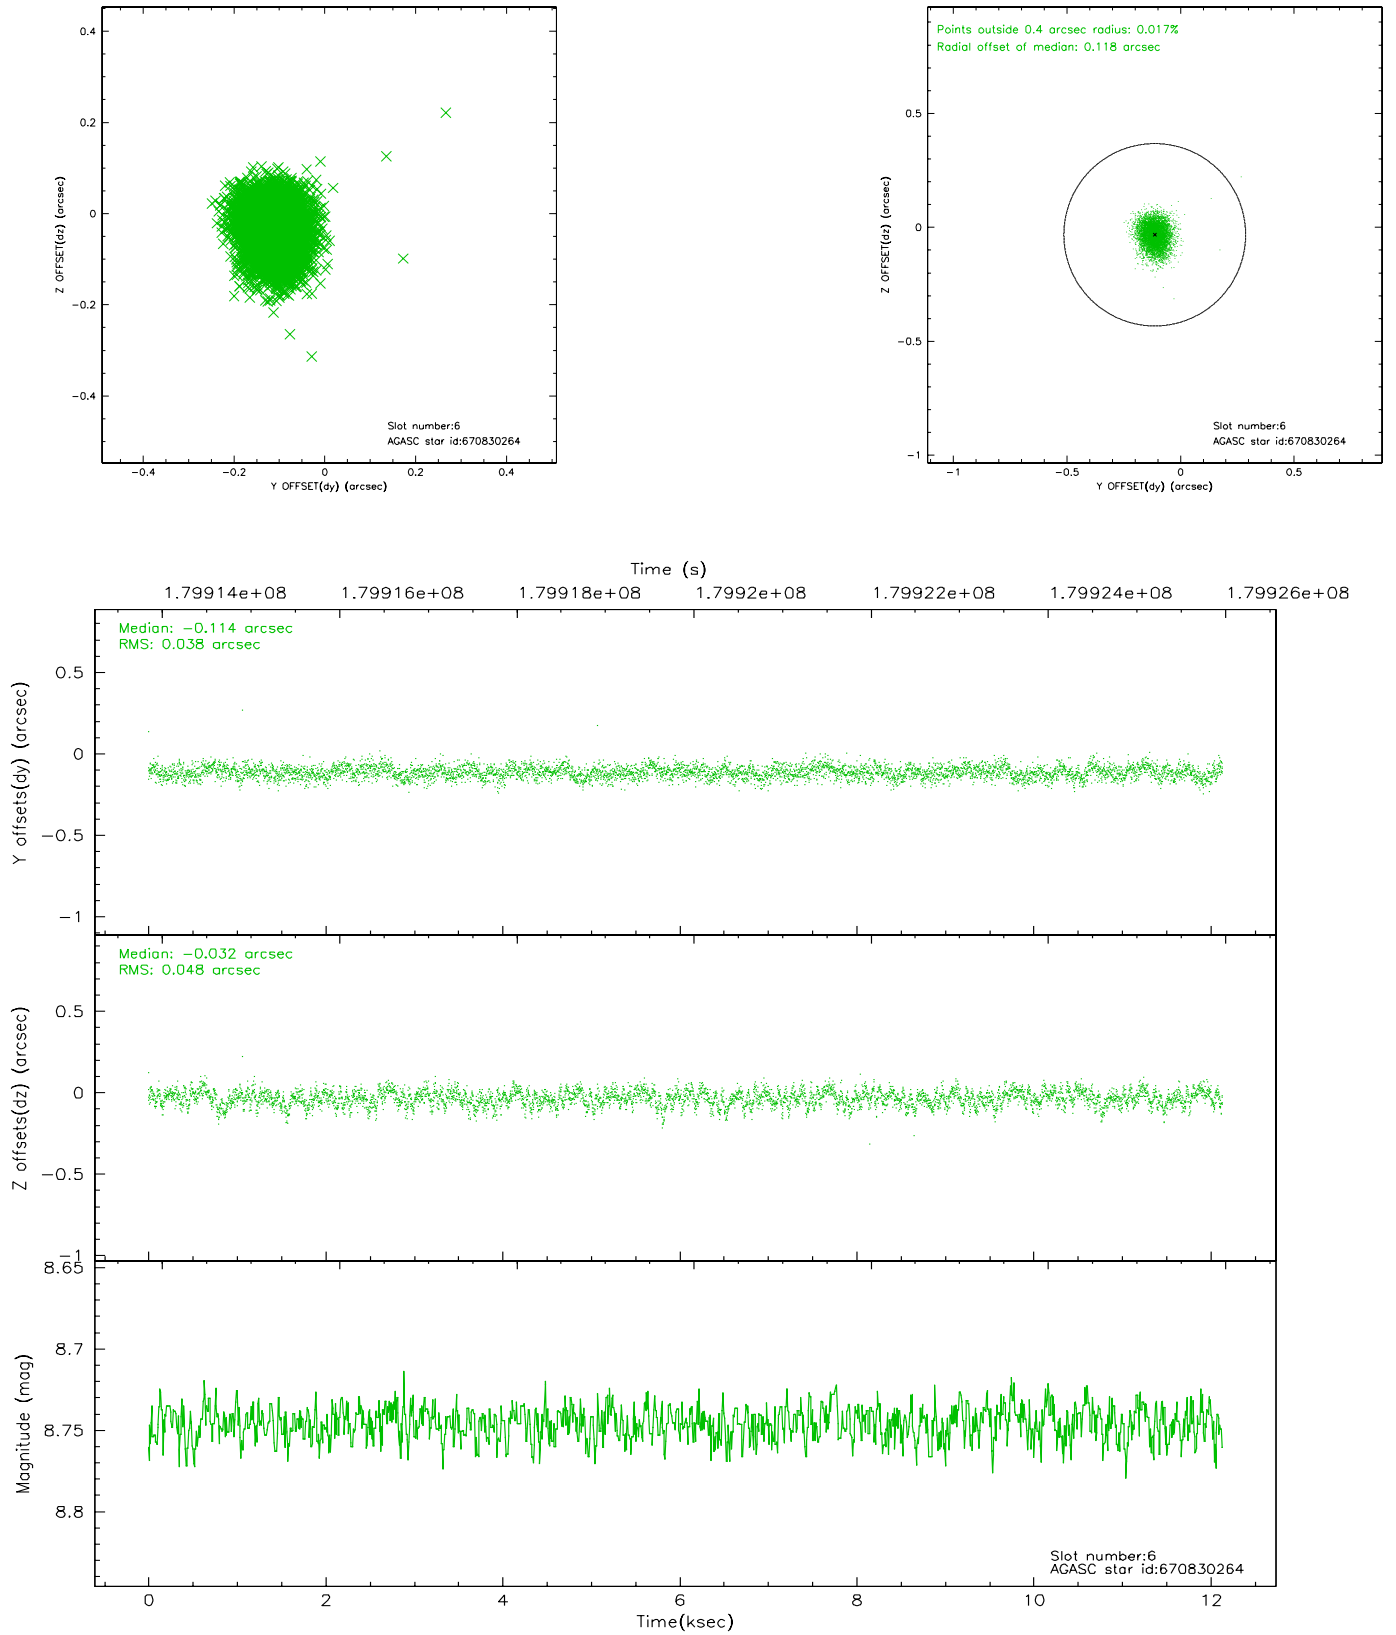 0.4
0.2
0
−0.2
−0.4
Z OFFSET(dz) (arcsec)
Slot number:6
AGASC star id:670830264
−0.4
−0.2
0
0.2
0.4
Y OFFSET(dy) (arcsec)
Points outside 0.4 arcsec radius: 0.017%
Radial offset of median: 0.118 arcsec
0.5
0
−0.5
−1
Z OFFSET(dz) (arcsec)
Slot number:6
AGASC star id:670830264
−1
−0.5
0
0.5
Y OFFSET(dy) (arcsec)
Time (s)
1.79914e+08
1.79916e+08
1.79918e+08
1.7992e+08
1.79922e+08
1.79924e+08
1.79926e+08
Median: −0.114 arcsec
RMS: 0.038 arcsec
0.5
0
−0.5
−1
Y offsets(dy) (arcsec)
Median: −0.032 arcsec
RMS: 0.048 arcsec
0.5
0
−0.5
−1
Z offsets(dz) (arcsec)
8.65
8.7
8.75
8.8
Magnitude (mag)
Slot number:6
AGASC star id:670830264
0
2
4
6
8
10
12
Time(ksec)